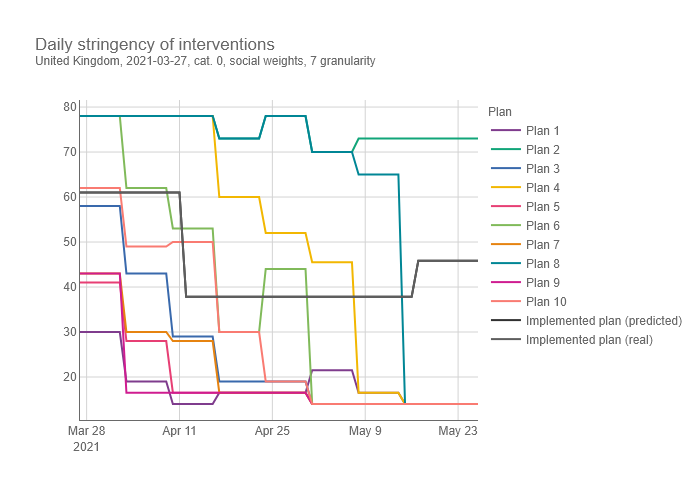 Daily stringency of interventions
United Kingdom, 2021-03-27, cat. 0, social weights, 7 granularity
80
70
60
50
40
30
20
Mar 28
2021
Apr 11
Apr 25
May 9
May 23
Plan
Plan 1
Plan 2
Plan 3
Plan 4
Plan 5
Plan 6
Plan 7
Plan 8
Plan 9
Plan 10
Implemented plan (predicted)
Implemented plan (real)